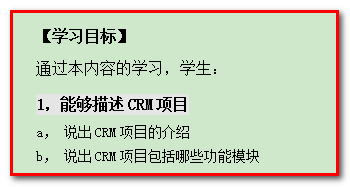 【学习目标】
通过本内容的学习，学生：
1，能够描述 CRM 项目
a， 说出 CRM 项目的介绍
b， 说出 CRM 项目包括哪些功能模块